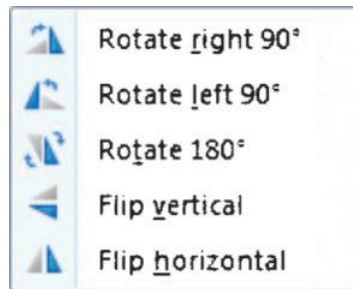 Rotate right 90°
Rotate left 90°
Rotate 180°
Flip vertical
Flip horizontal